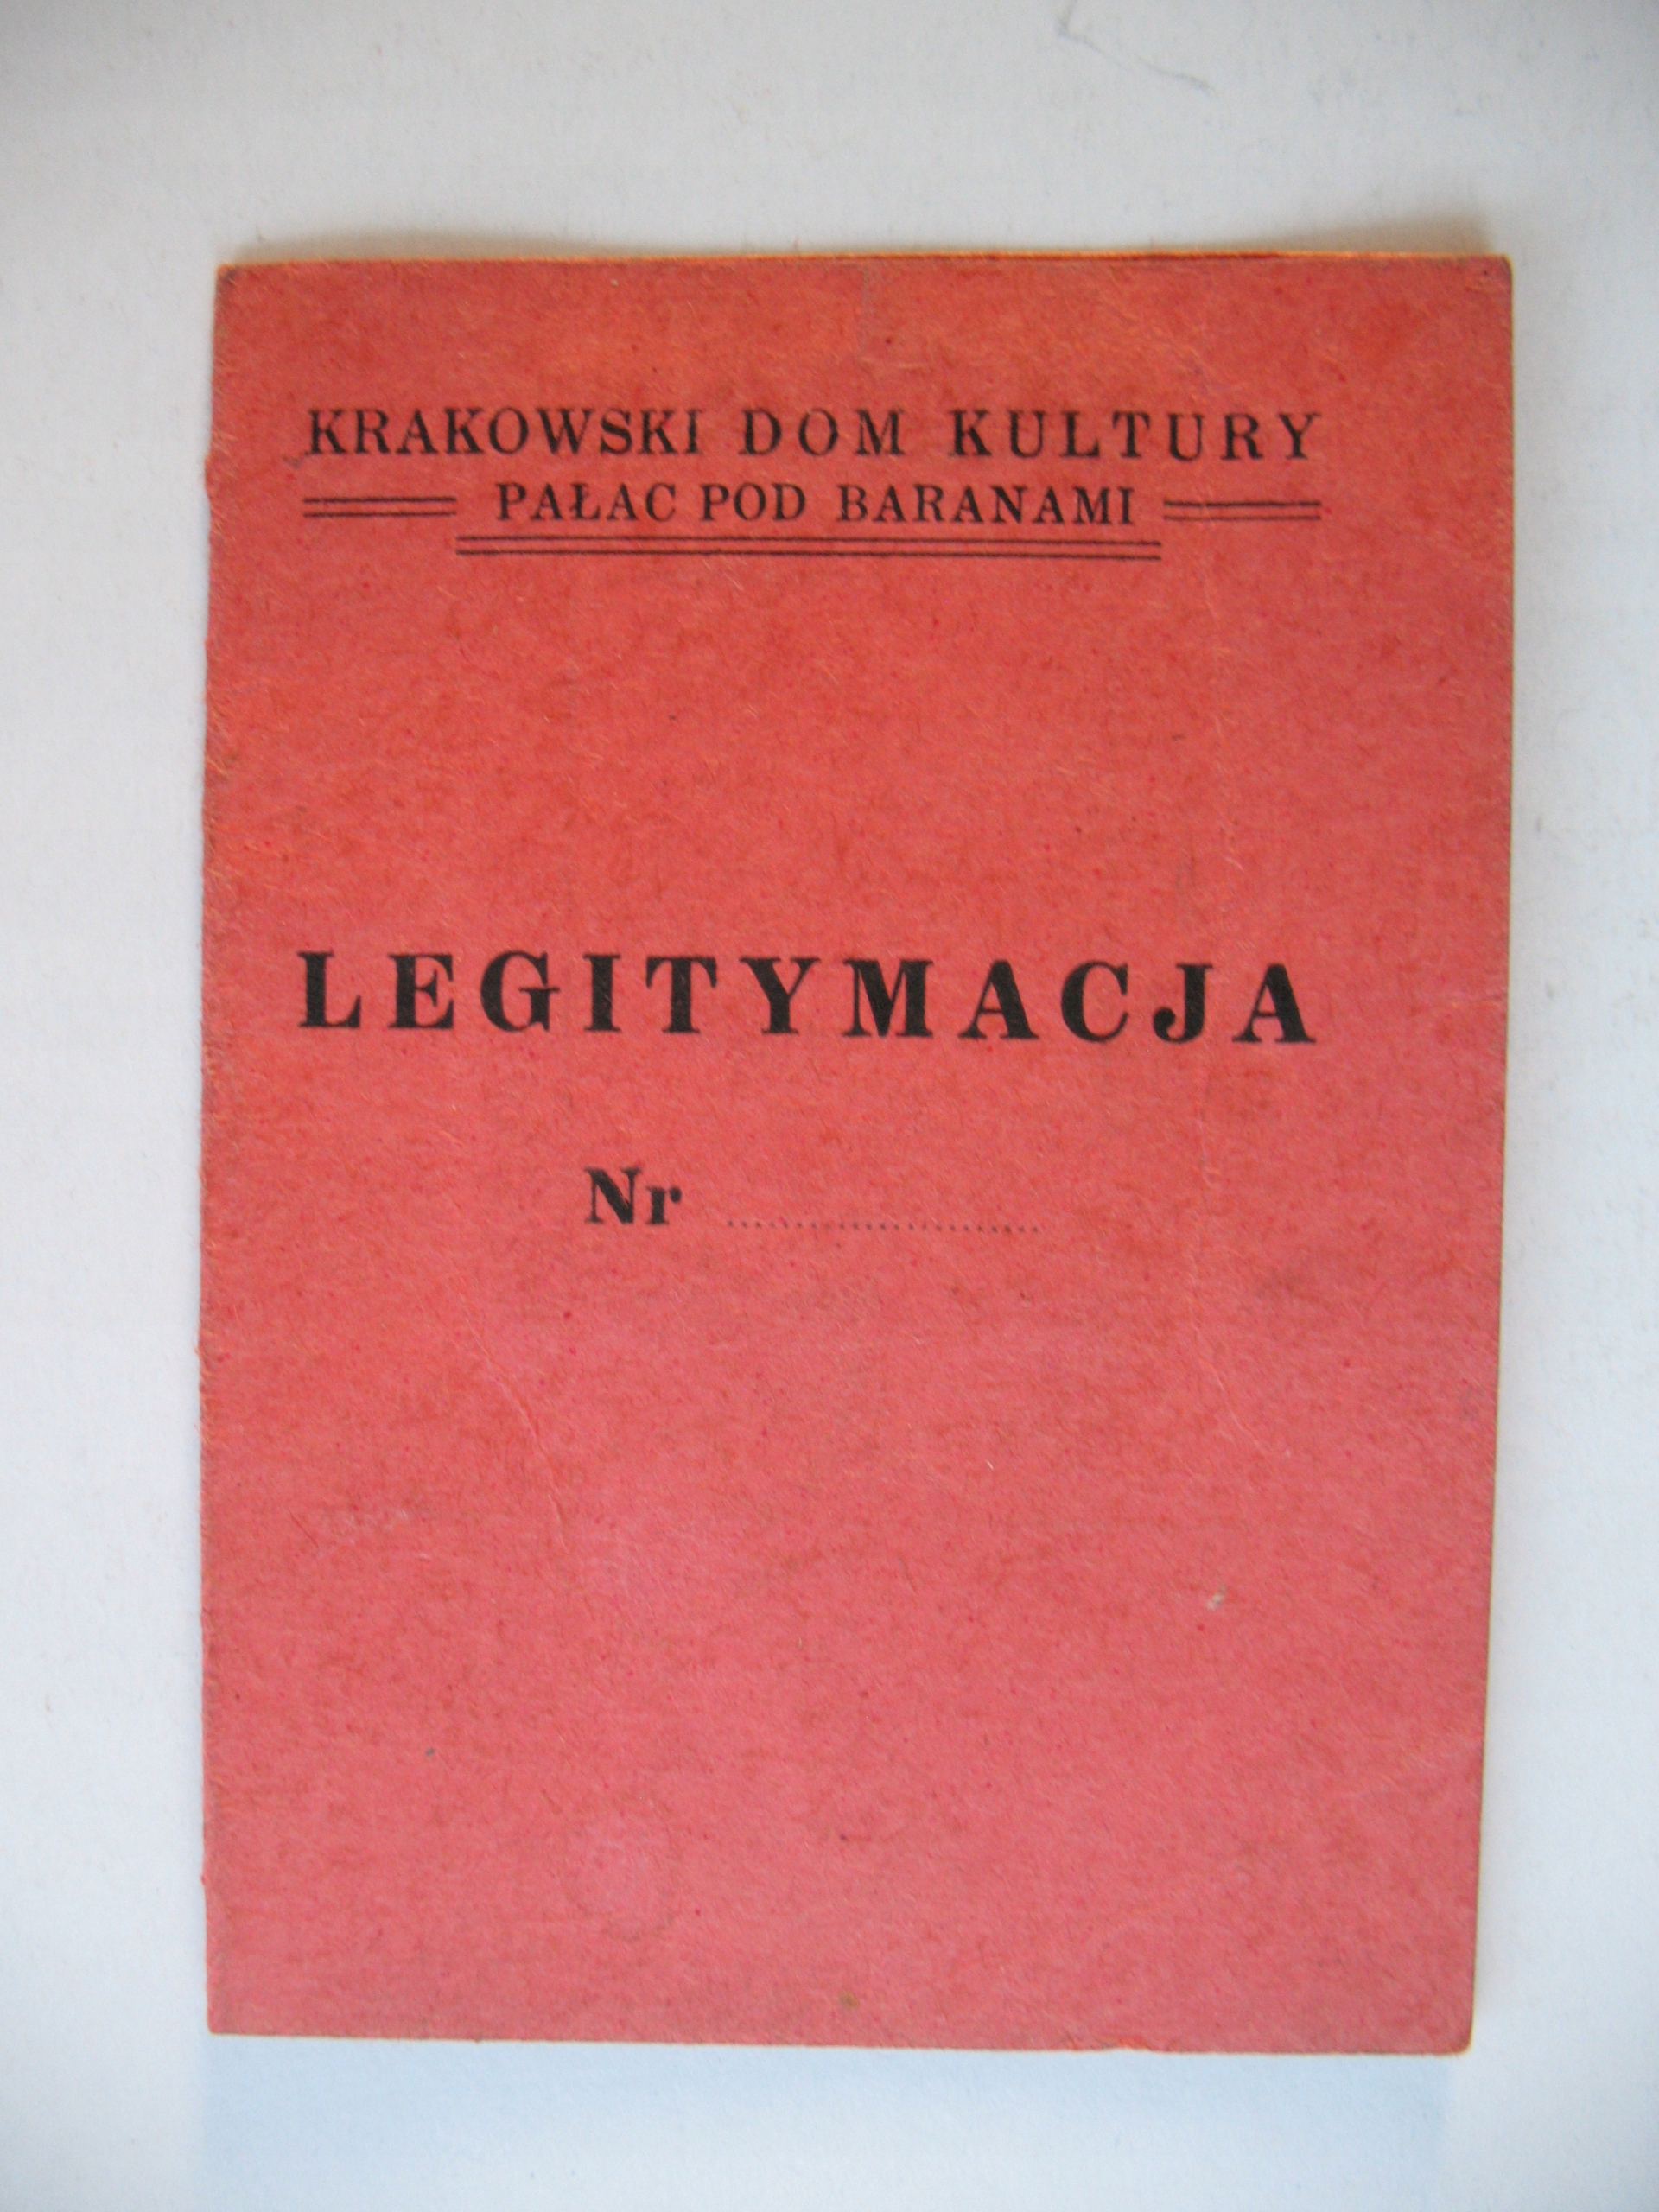 KRAKOWSKI DOM KULTURY
PAŁAC POD BARANAMI
LEGITYMACJA
Nr ..........................